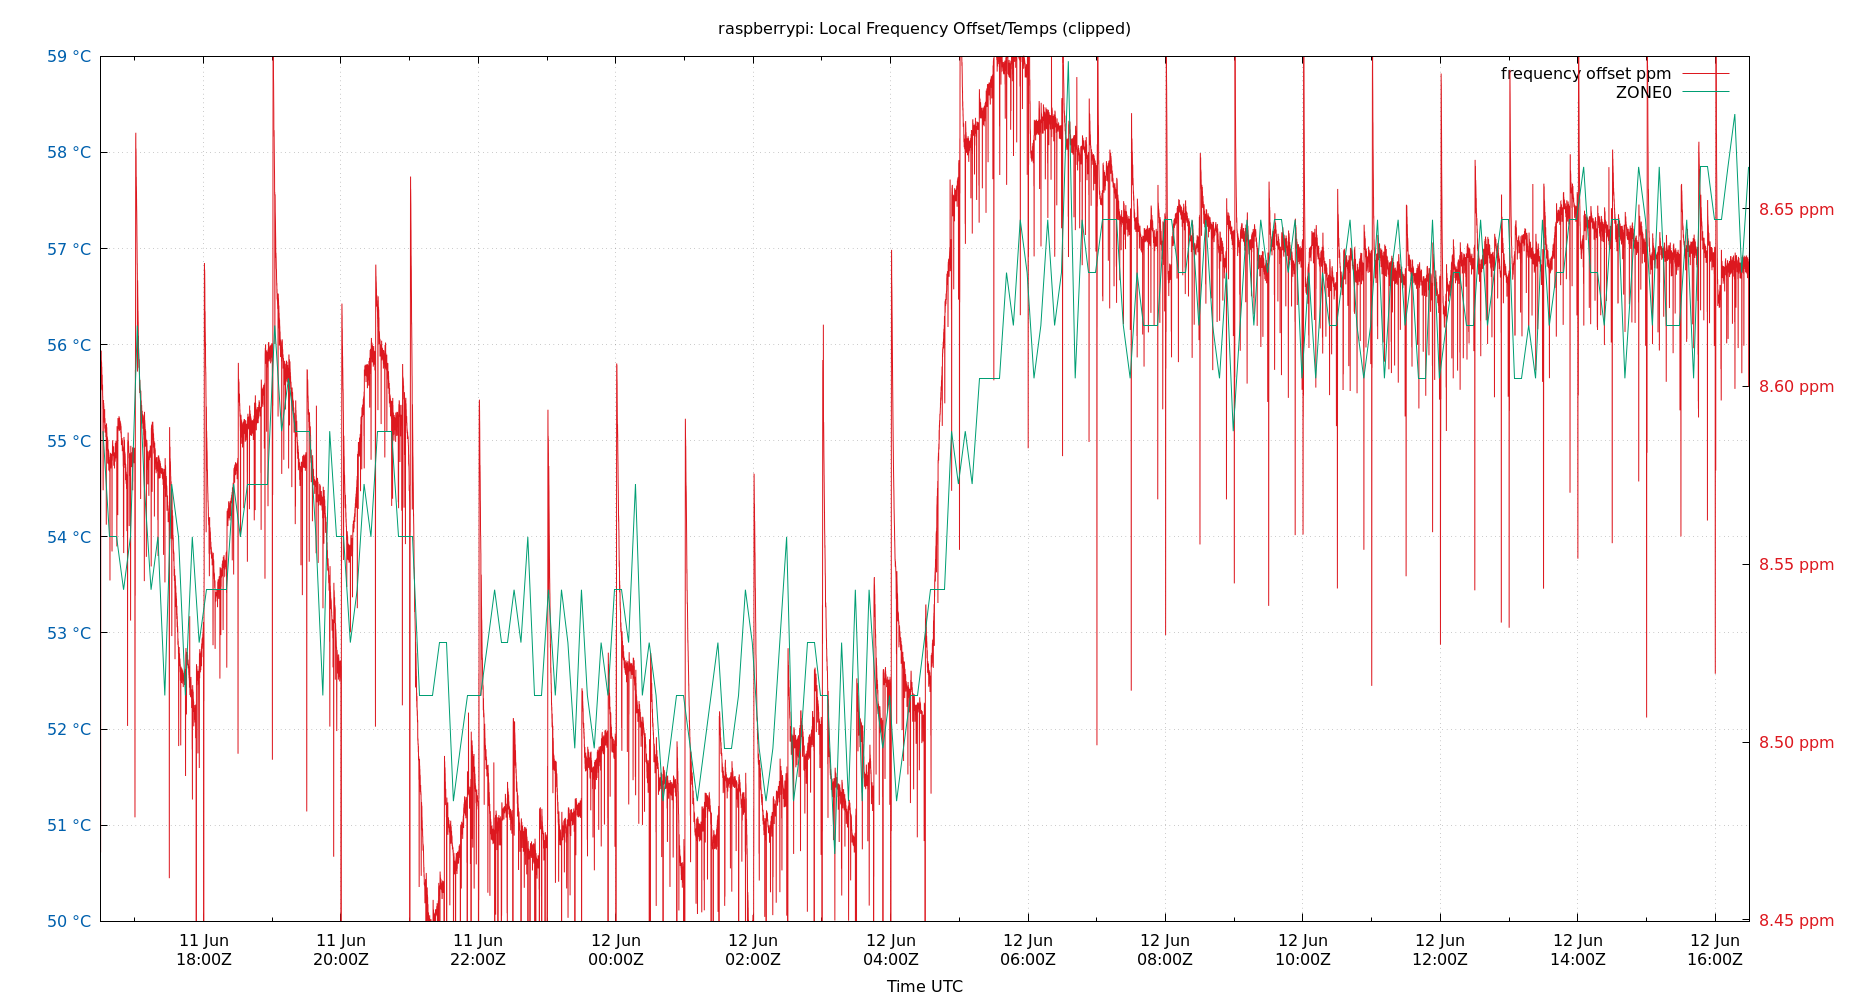 raspberrypi: Local Frequency Offset/Temps (clipped)
59 °C
58 °C
57 °C
56 °C
55 °C
54 °C
53 °C
52 °C
51 °C
50 °C
frequency offset ppm
ZONE0
8.65 ppm
8.60 ppm
8.55 ppm
8.50 ppm
8.45 ppm
11 Jun 18:00Z
11 Jun 20:00Z
11 Jun 22:00Z
12 Jun 00:00Z
12 Jun 02:00Z
12 Jun 04:00Z
12 Jun 06:00Z
12 Jun 08:00Z
12 Jun 10:00Z
12 Jun 12:00Z
12 Jun 14:00Z
12 Jun 16:00Z
Time UTC